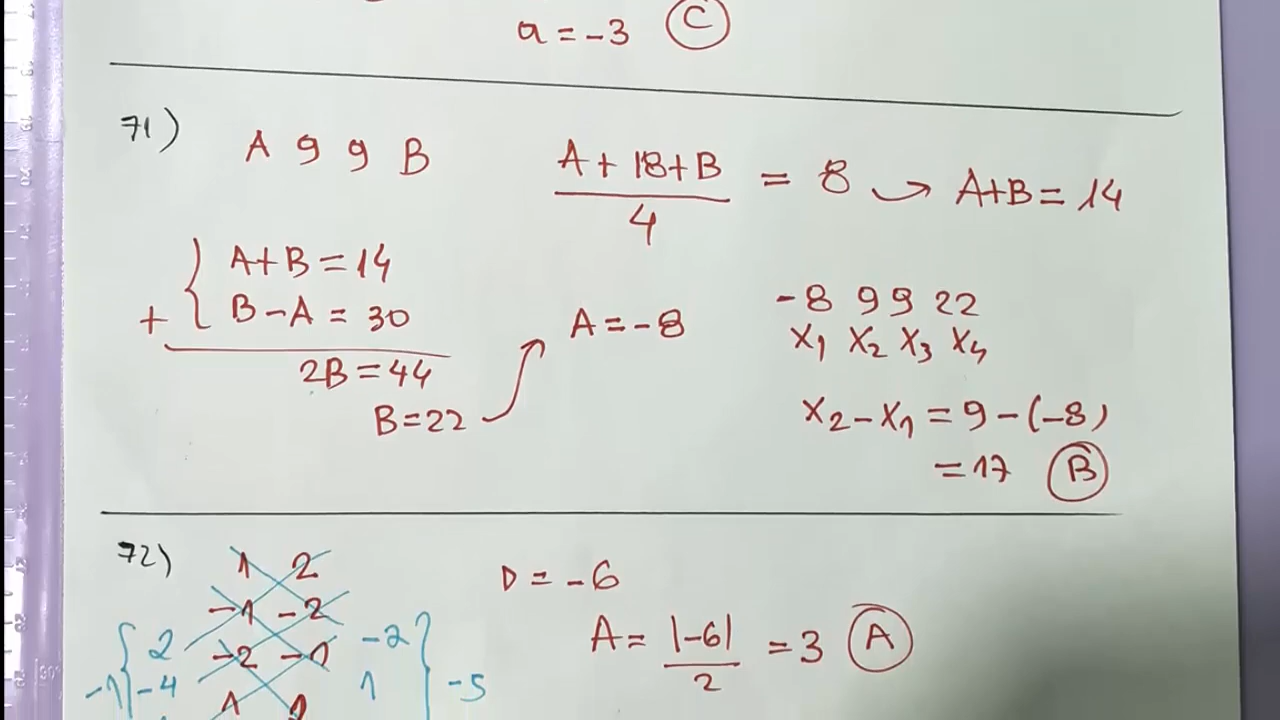 a = -3 C
71)
A 9 9 B
A + 18 + B
4
= 8 → A+B = 14
A+B = 14
+ B-A = 30
2B = 44
B = 22
A = -8
-8 9 9 22
x1 x2 x3 x4
x2 - x1 = 9 - (-8)
= 17 B
72)
1 2
-1 -2
-2 -1
2 -2
-1 -4 1 -5
D = -6
A = |-6|
2
= 3 A